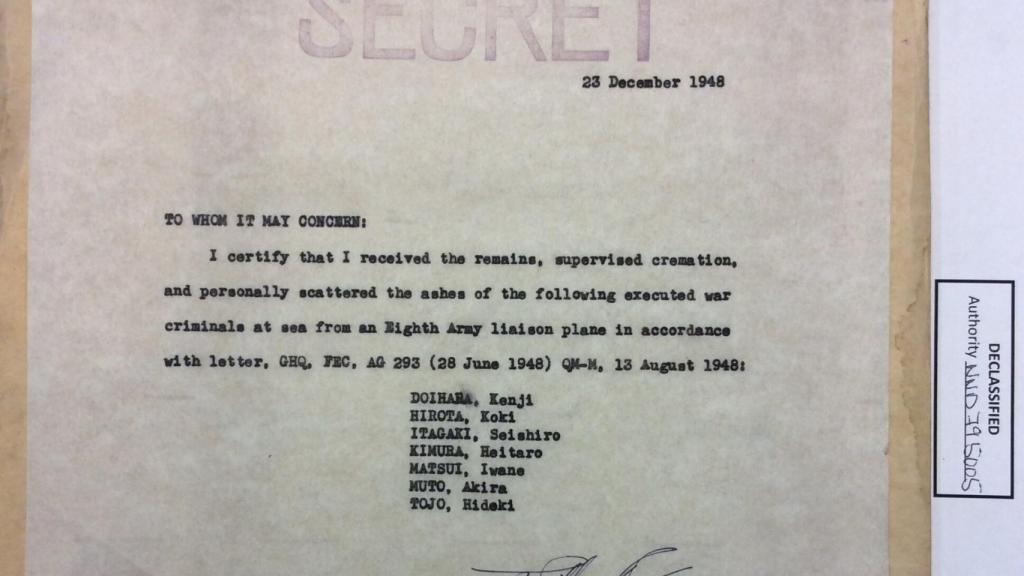 SECRET
23 December 1948
TO WHOM IT MAY CONCERN:
I certify that I received the remains, supervised cremation,
and personally scattered the ashes of the following executed war
criminals at sea from an Eighth Army liaison plane in accordance
with letter, GHQ, FEC, AG 293 (28 June 1948) QM-M, 13 August 1948:
DOIHARA, Kenji
HIROTA, Koki
ITAGAKI, Seishiro
KIMURA, Heitaro
MATSUI, Iwane
MUTO, Akira
TOJO, Hideki
DECLASSIFIED
Authority NND 795005